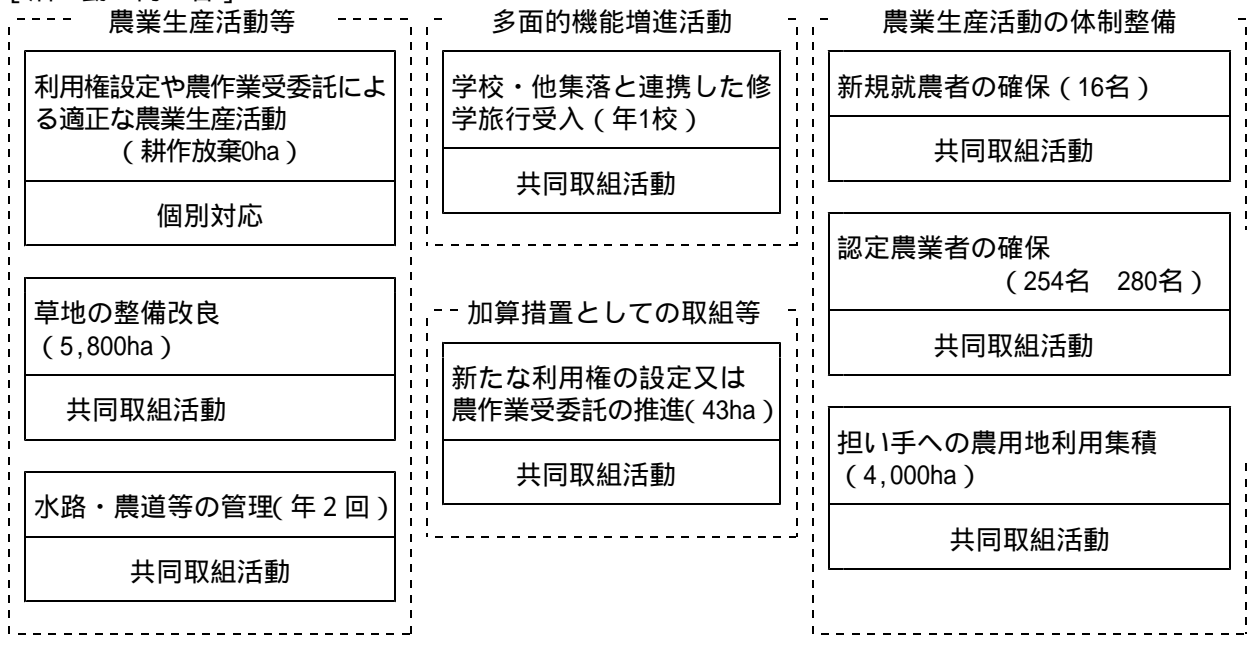 農業生産活動等
利用権設定や農作業受委託によ
る適正な農業生産活動
（耕作放棄0ha）
個別対応
草地の整備改良
（5,800ha）
共同取組活動
水路・農道等の管理（年２回）
共同取組活動
多面的機能増進活動
学校・他集落と連携した修
学旅行受入（年1校）
共同取組活動
加算措置としての取組等
新たな利用権の設定又は
農作業受委託の推進（43ha）
共同取組活動
農業生産活動の体制整備
新規就農者の確保（16名）
共同取組活動
認定農業者の確保
（254名　280名）
共同取組活動
担い手への農用地利用集積
（4,000ha）
共同取組活動